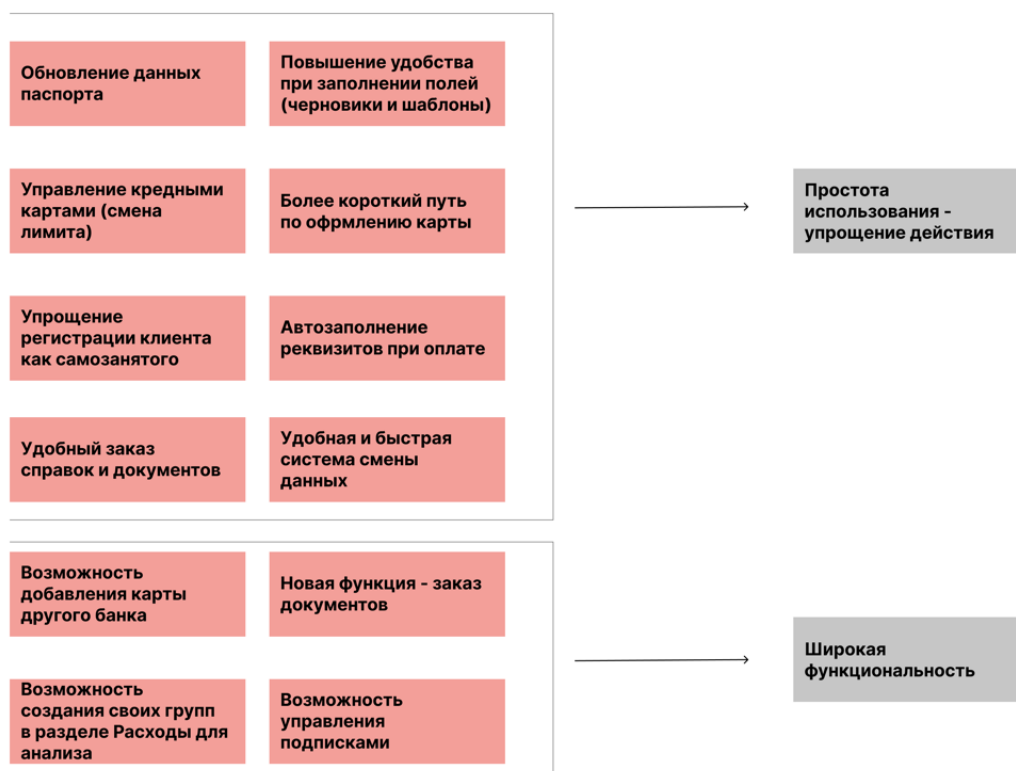 Обновление данных
паспорта
Повышение удобства
при заполнении полей
(черновики и шаблоны)
Управление кредными
картами (смена
лимита)
Более короткий путь
по офрмлению карты
Простота
использования -
упрощение действия
Упрощение
регистрации клиента
как самозанятого
Автозаполнение
реквизитов при оплате
Удобный заказ
справок и документов
Удобная и быстрая
система смены
данных
Возможность
добавления карты
другого банка
Новая функция - заказ
документов
Широкая
функциональность
Возможность
создания своих групп
в разделе Расходы для
анализа
Возможность
управления
подписками